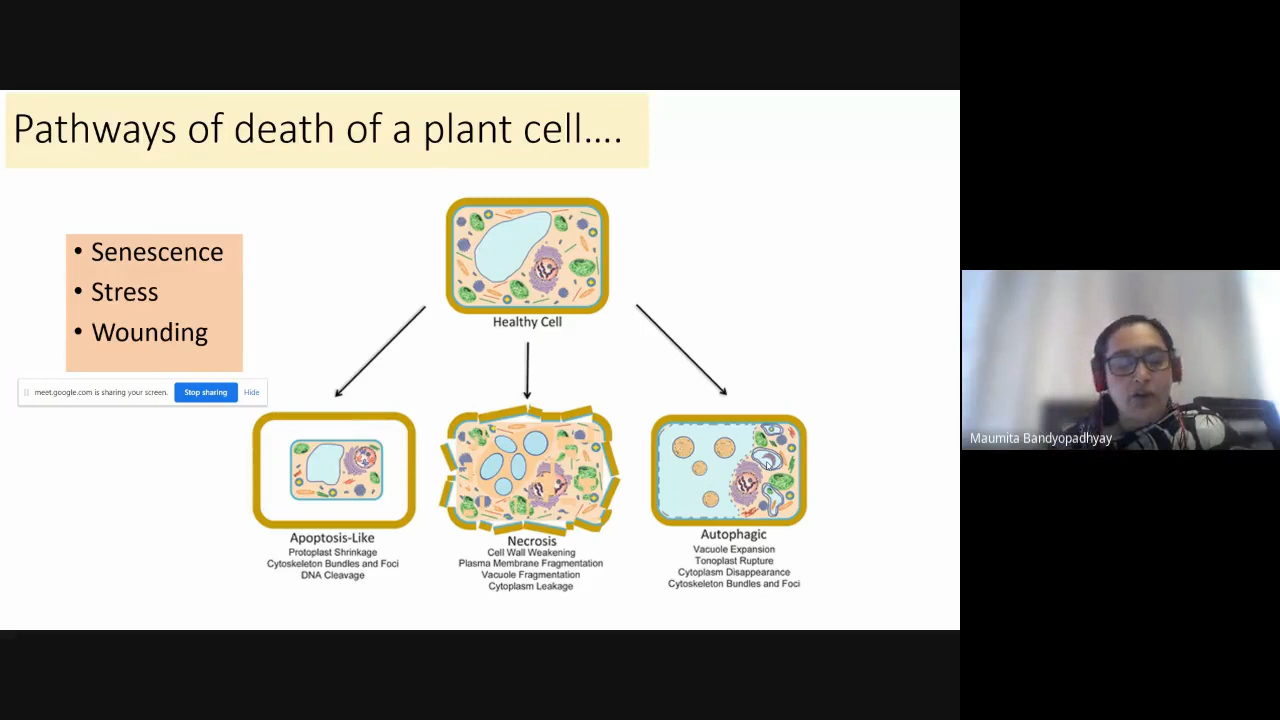 Pathways of death of a plant cell....
• Senescence
• Stress
• Wounding
meet.google.com is sharing your screen.
Stop sharing
Hide
Healthy Cell
Apoptosis-Like
Protoplast Shrinkage
Cytoskeleton Bundles and Foci
DNA Cleavage
Necrosis
Cell Wall Weakening
Plasma Membrane Fragmentation
Vacuole Fragmentation
Cytoplasm Leakage
Autophagic
Vacuole Expansion
Tonoplast Rupture
Cytoplasm Disappearance
Cytoskeleton Bundles and Foci
Maumita Bandyopadhyay